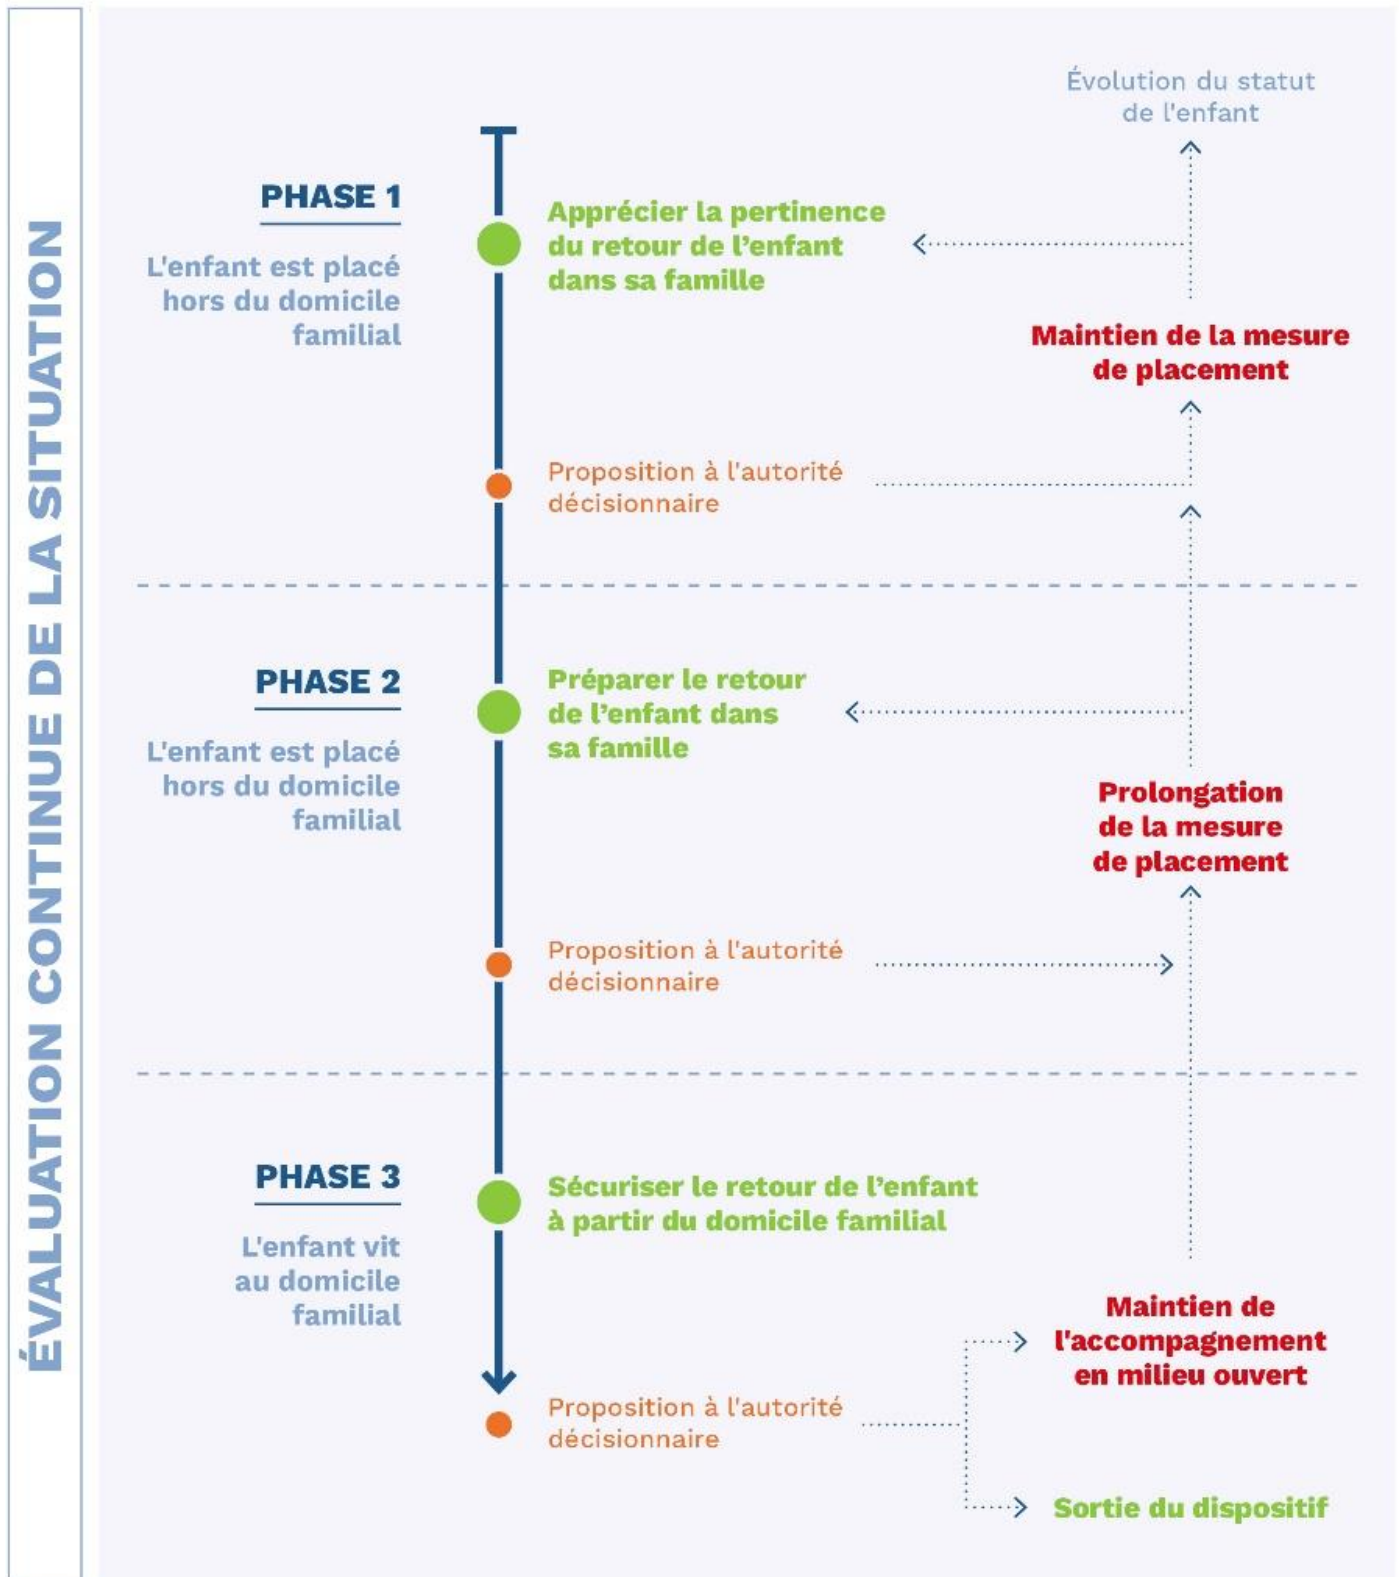 ÉVALUATION CONTINUE DE LA SITUATION
Évolution du statut
de l'enfant
PHASE 1
L'enfant est placé
hors du domicile
familial
Apprécier la pertinence
du retour de l’enfant
dans sa famille
Maintien de la mesure
de placement
Proposition à l'autorité
décisionnaire
PHASE 2
L'enfant est placé
hors du domicile
familial
Préparer le retour
de l’enfant dans
sa famille
Prolongation
de la mesure
de placement
Proposition à l'autorité
décisionnaire
PHASE 3
L'enfant vit
au domicile
familial
Sécuriser le retour de l’enfant
à partir du domicile familial
Maintien de
l'accompagnement
en milieu ouvert
Proposition à l'autorité
décisionnaire
Sortie du dispositif